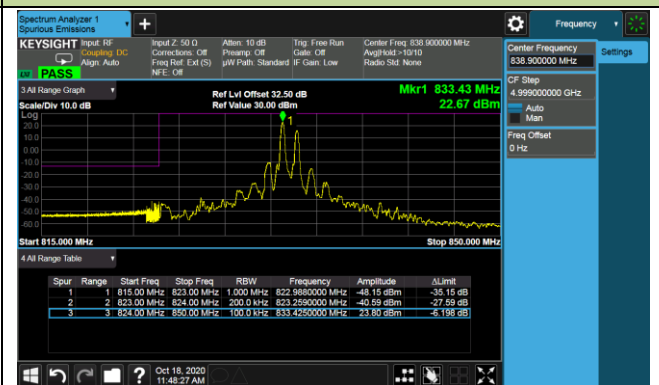 Spectrum Analyzer 1
Spurious Emissions
Frequency
KEYSIGHT Input: RF
Coupling: DC
Align: Auto
PASS
Input Z: 50 Ω
Corrections: Off
Freq Ref: Ext (S)
NFE: Off
Atten: 10 dB
Preamp: Off
µW Path: Standard
Trig: Free Run
Gate: Off
IF Gain: Low
Center Freq: 838.900000 MHz
Avg|Hold:>10/10
Radio Std: None
Center Frequency
838.900000 MHz
Settings
CF Step
4.999000000 GHz
Auto
Man
Freq Offset
0 Hz
3 All Range Graph
Scale/Div 10.0 dB
Ref Lvl Offset 32.50 dB
Ref Value 30.00 dBm
Mkr1 833.43 MHz
22.67 dBm
Log
1
20.0
10.0
0.00
-10.0
-20.0
-30.0
-40.0
-50.0
-60.0
Start 815.000 MHz
Stop 850.000 MHz
4 All Range Table
Spur Range Start Freq Stop Freq RBW Frequency Amplitude ΔLimit
1 1 815.00 MHz 823.00 MHz 1.000 MHz 822.9880000 MHz -48.15 dBm -35.15 dB
2 2 823.00 MHz 824.00 MHz 200.0 kHz 823.2590000 MHz -40.59 dBm -27.59 dB
3 3 824.00 MHz 850.00 MHz 100.0 kHz 833.4250000 MHz 23.80 dBm -6.198 dB
?
Oct 18, 2020
11:48:27 AM